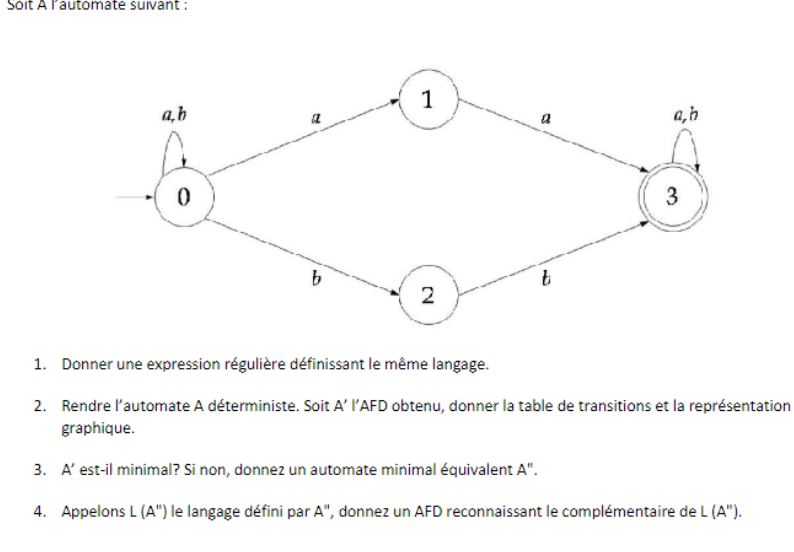 Soit A l'automate suivant :
1
a,b
a
a
a,b
0
3
b
b
2
1. Donner une expression régulière définissant le même langage.
2. Rendre l'automate A déterministe. Soit A' l'AFD obtenu, donner la table de transitions et la représentation
graphique.
3. A' est-il minimal? Si non, donnez un automate minimal équivalent A".
4. Appelons L (A") le langage défini par A", donnez un AFD reconnaissant le complémentaire de L (A").